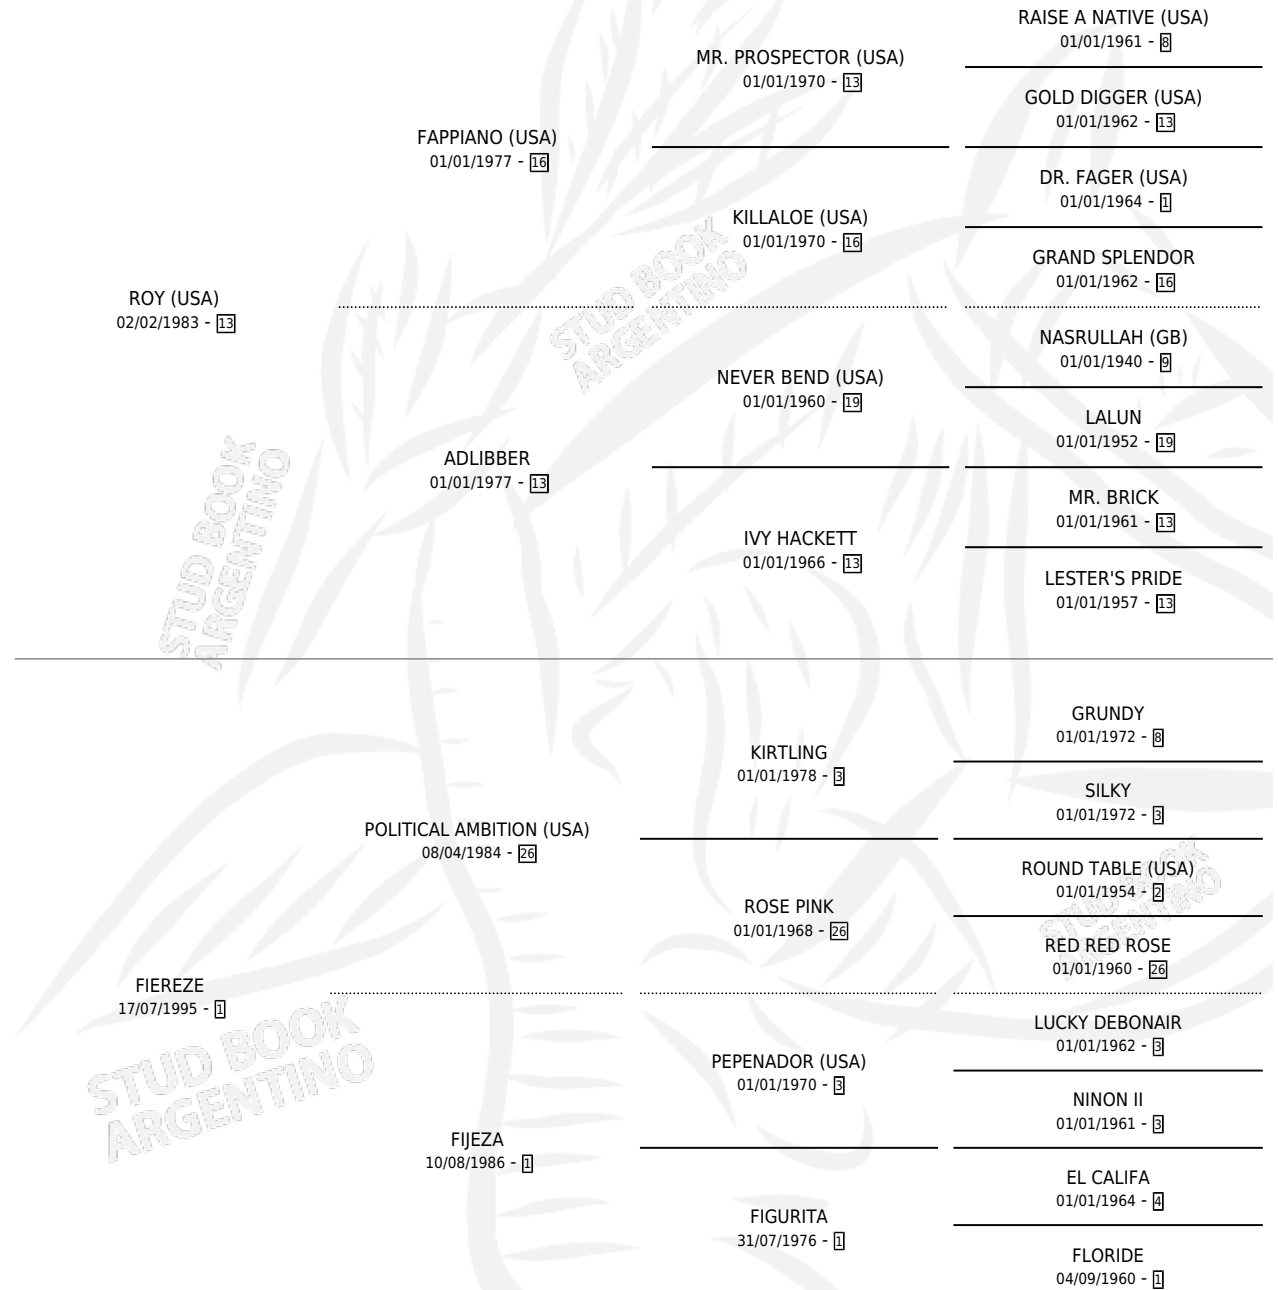 RAISE A NATIVE (USA)
01/01/1961 - 8
MR. PROSPECTOR (USA)
01/01/1970 - 13
GOLD DIGGER (USA)
01/01/1962 - 13
FAPPIANO (USA)
01/01/1977 - 16
DR. FAGER (USA)
01/01/1964 - 1
KILLALOE (USA)
01/01/1970 - 16
GRAND SPLENDOR
01/01/1962 - 16
ROY (USA)
02/02/1983 - 13
NASRULLAH (GB)
01/01/1940 - 9
NEVER BEND (USA)
01/01/1960 - 19
LALUN
01/01/1952 - 19
ADLIBBER
01/01/1977 - 13
MR. BRICK
01/01/1961 - 13
IVY HACKETT
01/01/1966 - 13
LESTER'S PRIDE
01/01/1957 - 13
GRUNDY
01/01/1972 - 8
KIRTLING
01/01/1978 - 3
SILKY
01/01/1972 - 3
POLITICAL AMBITION (USA)
08/04/1984 - 26
ROUND TABLE (USA)
01/01/1954 - 2
ROSE PINK
01/01/1968 - 26
RED RED ROSE
01/01/1960 - 26
FIEREZE
17/07/1995 - 1
LUCKY DEBONAIR
01/01/1962 - 3
PEPENADOR (USA)
01/01/1970 - 3
NINON II
01/01/1961 - 3
FIJEZA
10/08/1986 - 1
EL CALIFA
01/01/1964 - 4
FIGURITA
31/07/1976 - 1
FLORIDE
04/09/1960 - 1
STUD BOOK
ARGENTINO
STUD BOOK
ARGENTINO
STUD BOOK
ARGENTINO
STUD BOOK
ARGENTINO